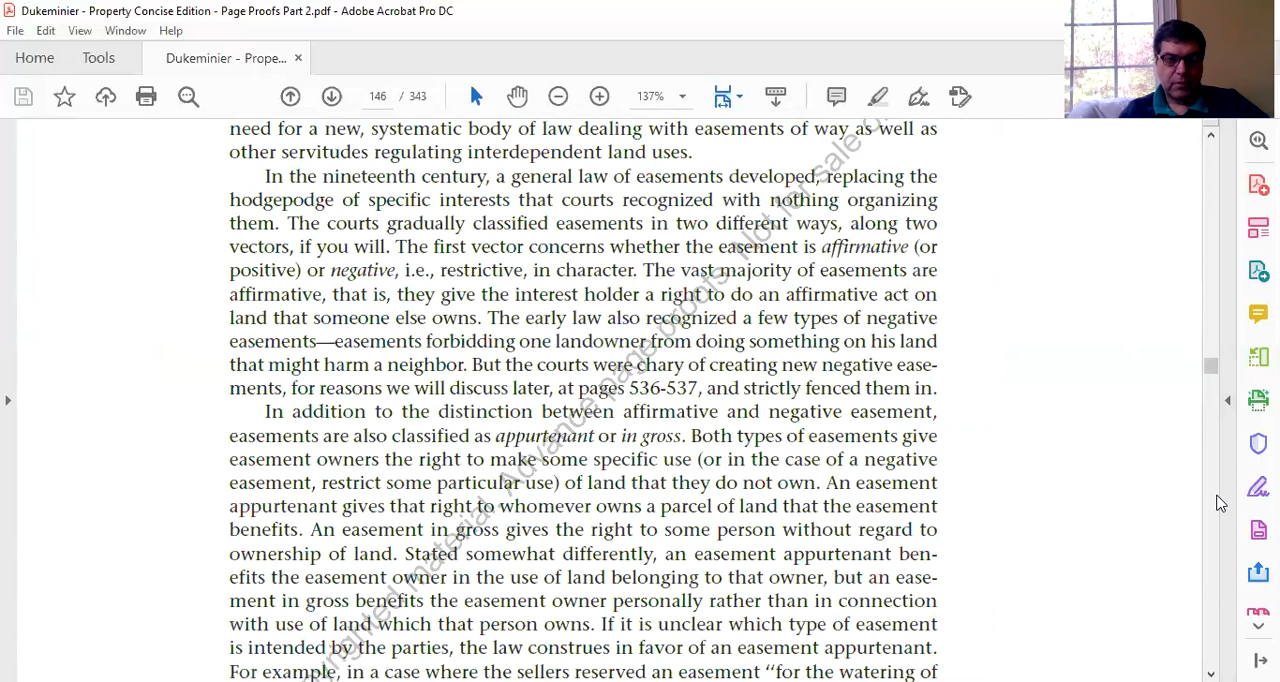 Dukeminier - Property Concise Edition - Page Proofs Part 2.pdf - Adobe Acrobat Pro DC
File Edit View Window Help
Home Tools Dukeminier - Prope... ×
146 / 343 137%
need for a new, systematic body of law dealing with easements of way as well as
other servitudes regulating interdependent land uses.
In the nineteenth century, a general law of easements developed, replacing the
hodgepodge of specific interests that courts recognized with nothing organizing
them. The courts gradually classified easements in two different ways, along two
vectors, if you will. The first vector concerns whether the easement is affirmative (or
positive) or negative, i.e., restrictive, in character. The vast majority of easements are
affirmative, that is, they give the interest holder a right to do an affirmative act on
land that someone else owns. The early law also recognized a few types of negative
easements—easements forbidding one landowner from doing something on his land
that might harm a neighbor. But the courts were chary of creating new negative ease-
ments, for reasons we will discuss later, at pages 536-537, and strictly fenced them in.
In addition to the distinction between affirmative and negative easement,
easements are also classified as appurtenant or in gross. Both types of easements give
easement owners the right to make some specific use (or in the case of a negative
easement, restrict some particular use) of land that they do not own. An easement
appurtenant gives that right to whomever owns a parcel of land that the easement
benefits. An easement in gross gives the right to some person without regard to
ownership of land. Stated somewhat differently, an easement appurtenant ben-
efits the easement owner in the use of land belonging to that owner, but an ease-
ment in gross benefits the easement owner personally rather than in connection
with use of land which that person owns. If it is unclear which type of easement
is intended by the parties, the law construes in favor of an easement appurtenant.
For example, in a case where the sellers reserved an easement “for the watering of
copyrighted material. Advance page proofs. Not for sale or